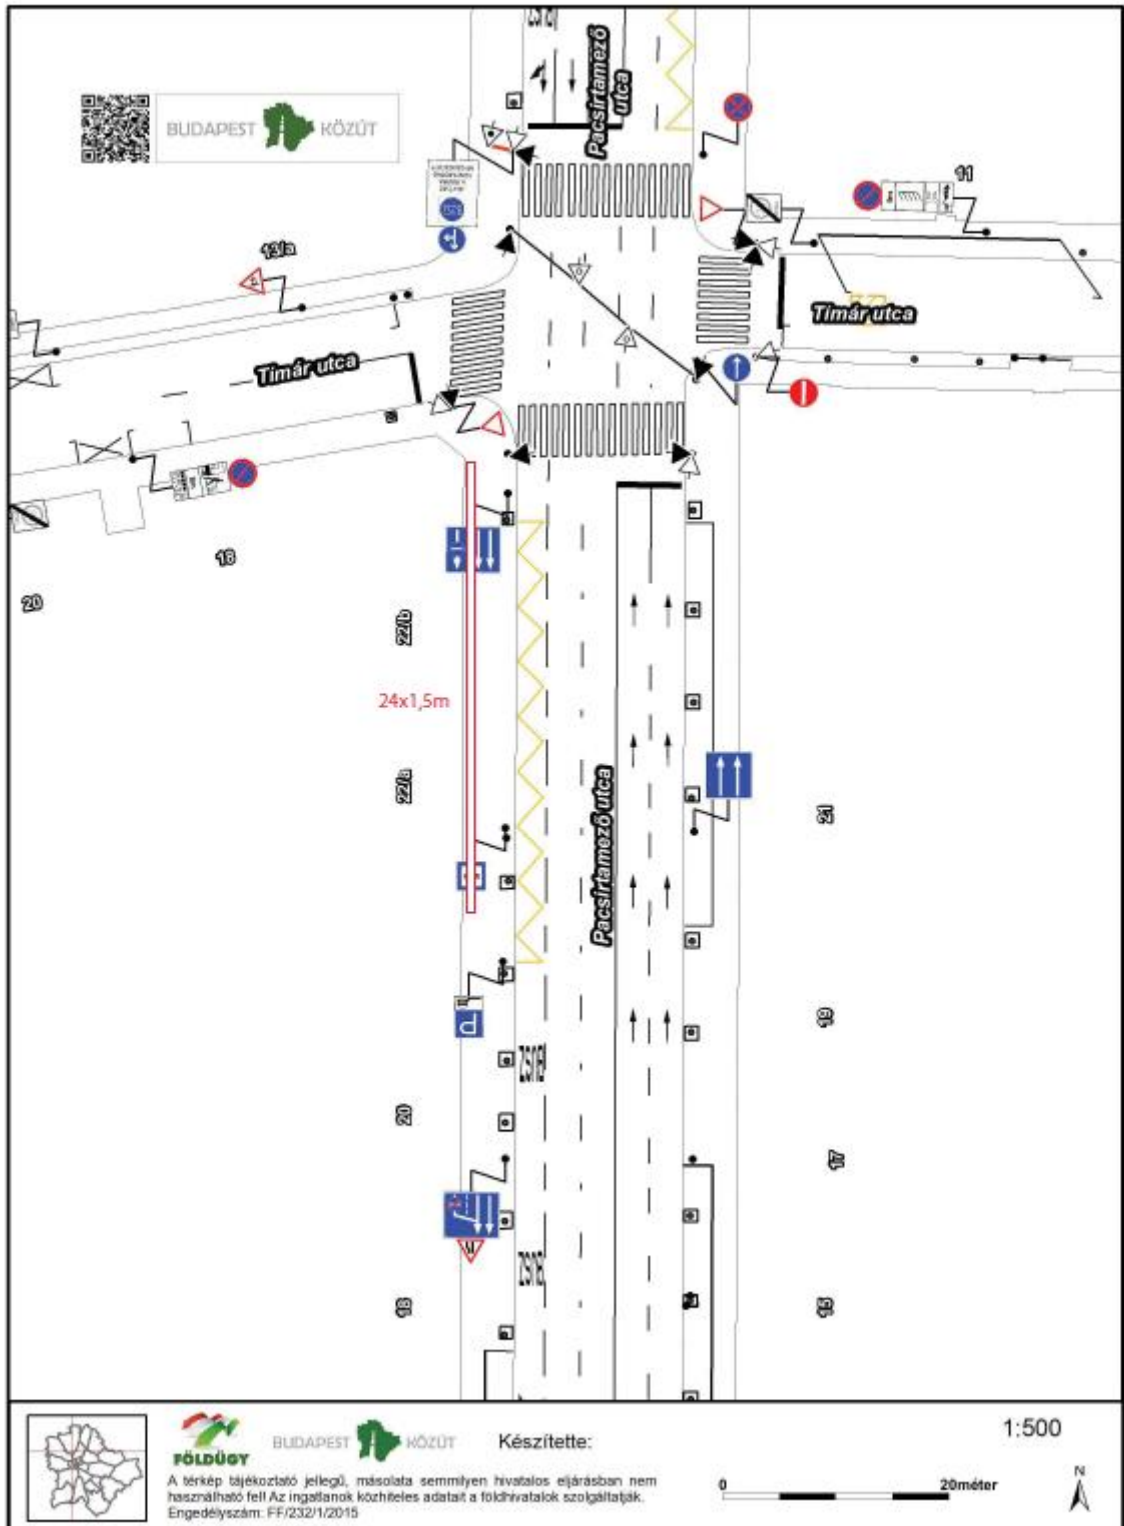 Pacsirtamező
utca
BUDAPEST KÖZÚT
11
13/a
Tímár utca
Tímár utca
18
20
22/b
24x1,5m
22/a
Pacsirtamező utca
21
P
19
BUSZ
20
17
BUSZ
18
15
FÖLDÜGY
BUDAPEST KÖZÚT
Készítette:
1:500
A térkép tájékoztató jellegű, másolata semmilyen hivatalos eljárásban nem
használható fel! Az ingatlanok közhiteles adatait a földhivatalok szolgáltatják.
Engedélyszám: FF/232/1/2015
0 20méter
N